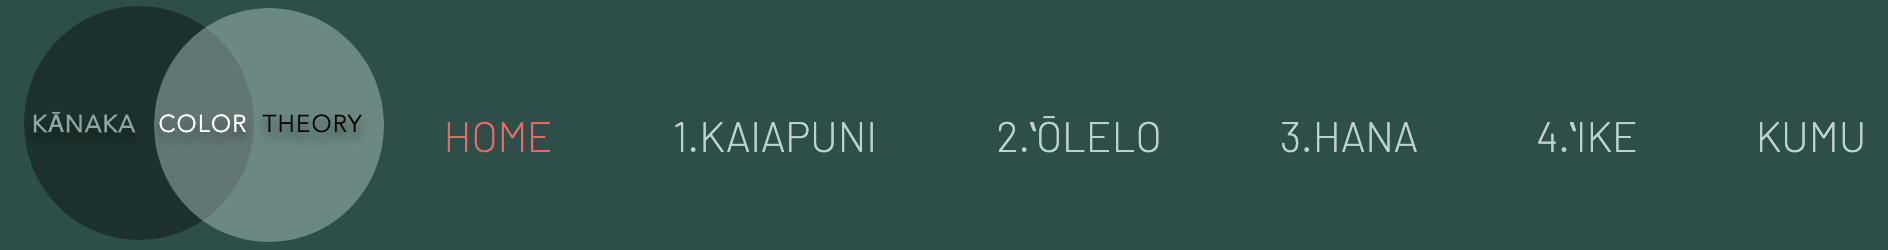 KĀNAKA COLOR THEORY
HOME 1.KAIAPUNI 2.ʻŌLELO 3.HANA 4.ʻIKE KUMU